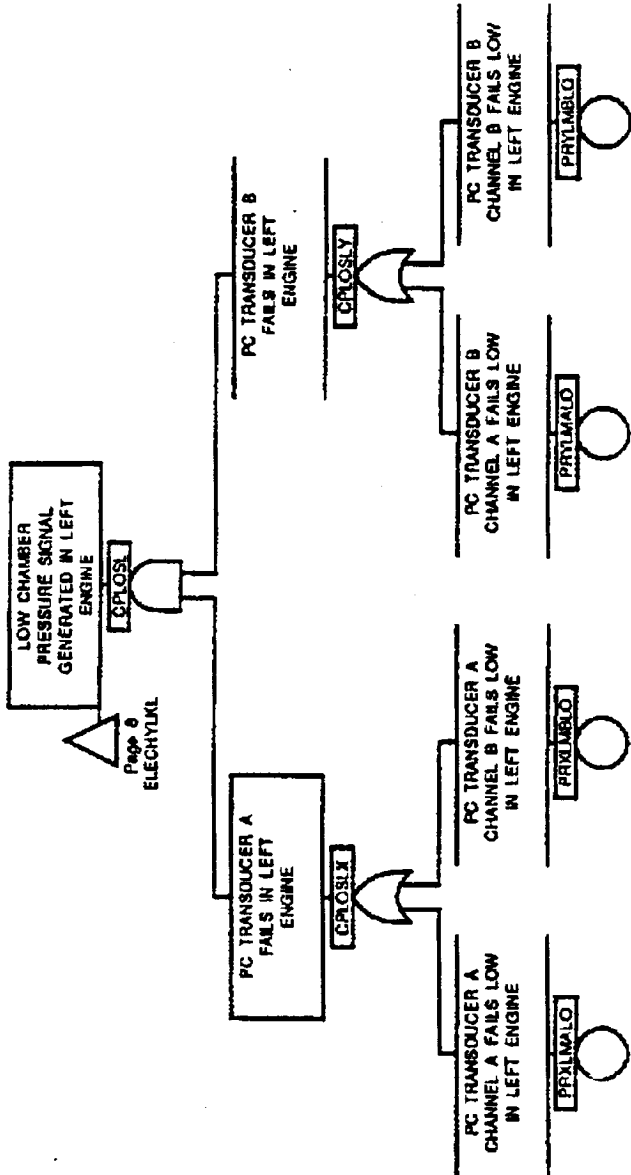 LOW CHAMBER
PRESSURE SIGNAL
GENERATED IN LEFT
ENGINE
CPLOSL
Page 8
ELECHYLKL
PC TRANSDUCER A
FAILS IN LEFT
ENGINE
CPLOSLX
PC TRANSDUCER B
FAILS IN LEFT
ENGINE
CPLOSLY
PC TRANSDUCER A
CHANNEL A FAILS LOW
IN LEFT ENGINE
PRXLMALO
PC TRANSDUCER A
CHANNEL B FAILS LOW
IN LEFT ENGINE
PRXLMBLO
PC TRANSDUCER B
CHANNEL A FAILS LOW
IN LEFT ENGINE
PRYLMALO
PC TRANSDUCER B
CHANNEL B FAILS LOW
IN LEFT ENGINE
PRYLMBLO